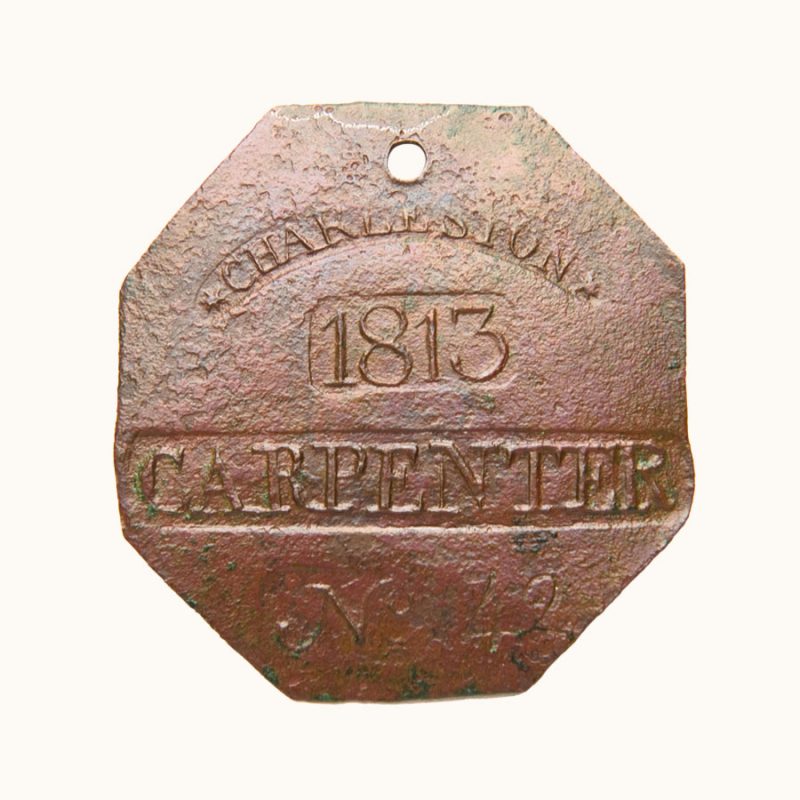 ★CHARLESTON★
1813
CARPENTER
No 42